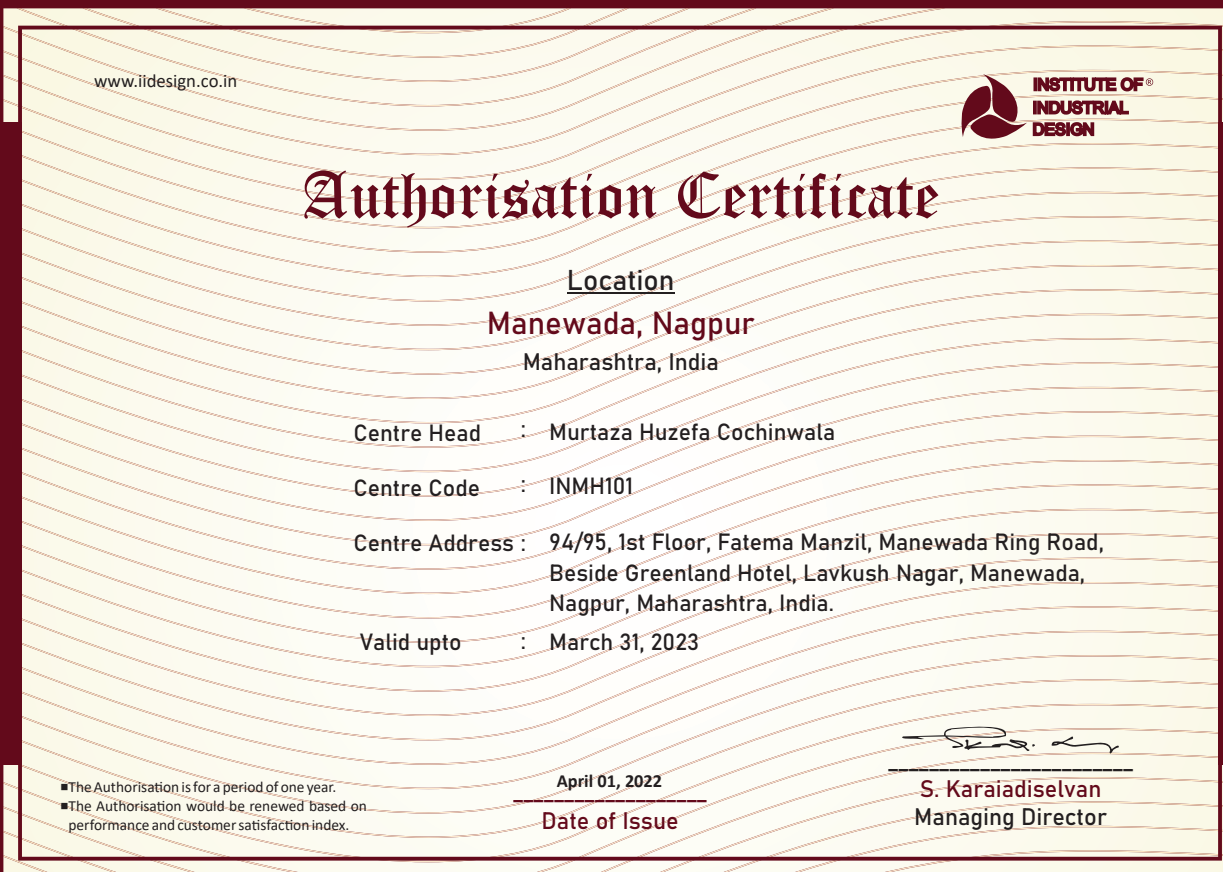 www.iidesign.co.in
INSTITUTE OF ®
INDUSTRIAL
DESIGN
Authorisation Certificate
Location
Manewada, Nagpur
Maharashtra, India
Centre Head : Murtaza Huzefa Cochinwala
Centre Code : INMH101
Centre Address : 94/95, 1st Floor, Fatema Manzil, Manewada Ring Road,
Beside Greenland Hotel, Lavkush Nagar, Manewada,
Nagpur, Maharashtra, India.
Valid upto : March 31, 2023
■The Authorisation is for a period of one year.
■The Authorisation would be renewed based on
performance and customer satisfaction index.
April 01, 2022
Date of Issue
S. Karaiadiselvan
Managing Director